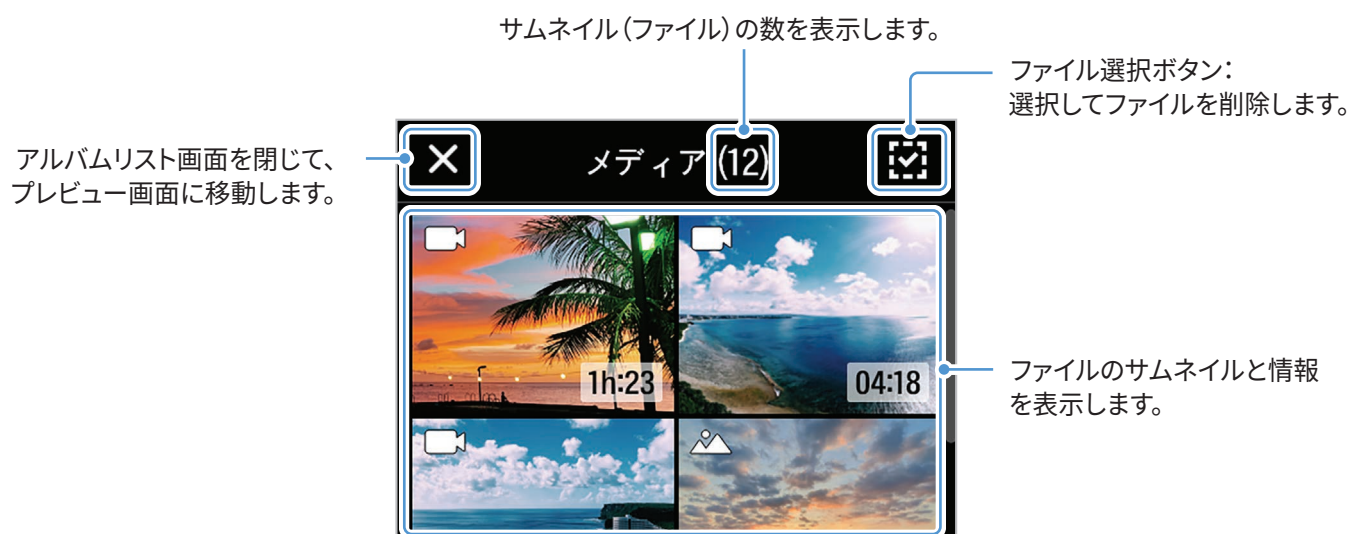 サムネイル(ファイル)の数を表示します。
ファイル選択ボタン:
選択してファイルを削除します。
アルバムリスト画面を閉じて、
プレビュー画面に移動します。
メディア (12)
1h:23
04:18
ファイルのサムネイルと情報
を表示します。